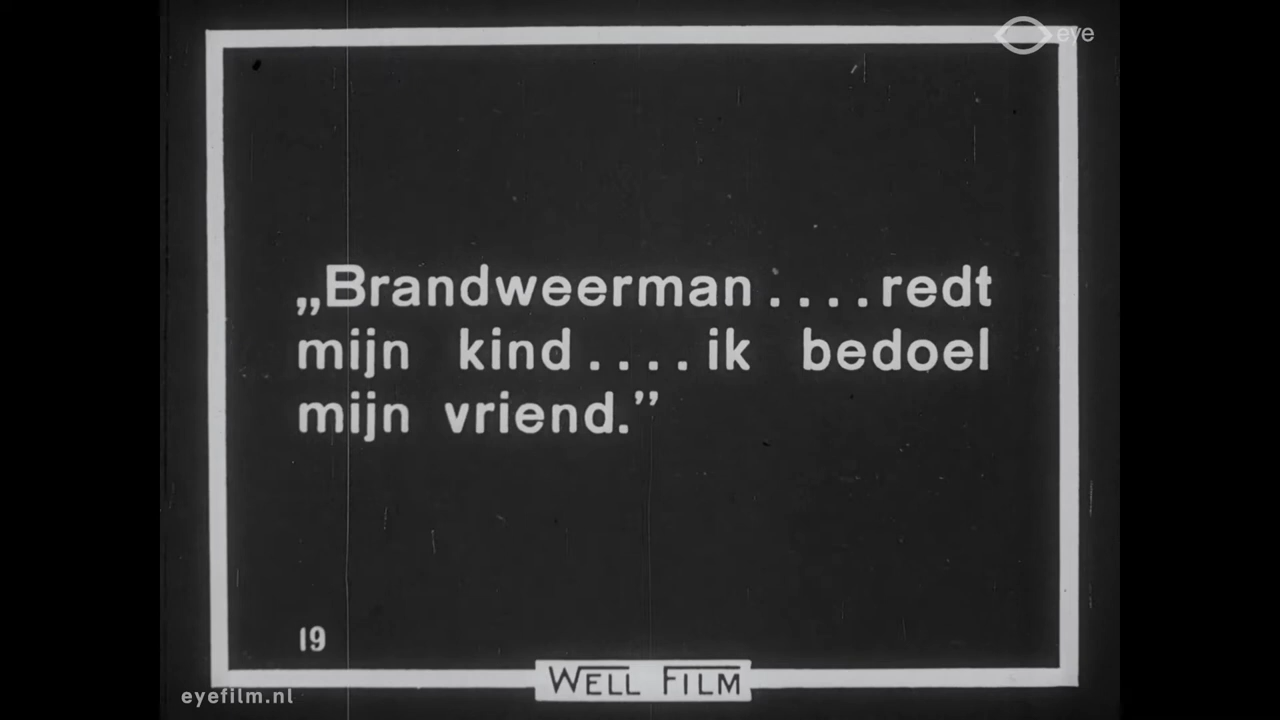 eye
„Brandweerman....redt
mijn kind....ik bedoel
mijn vriend.”
19
WELL FILM
eyefilm.nl